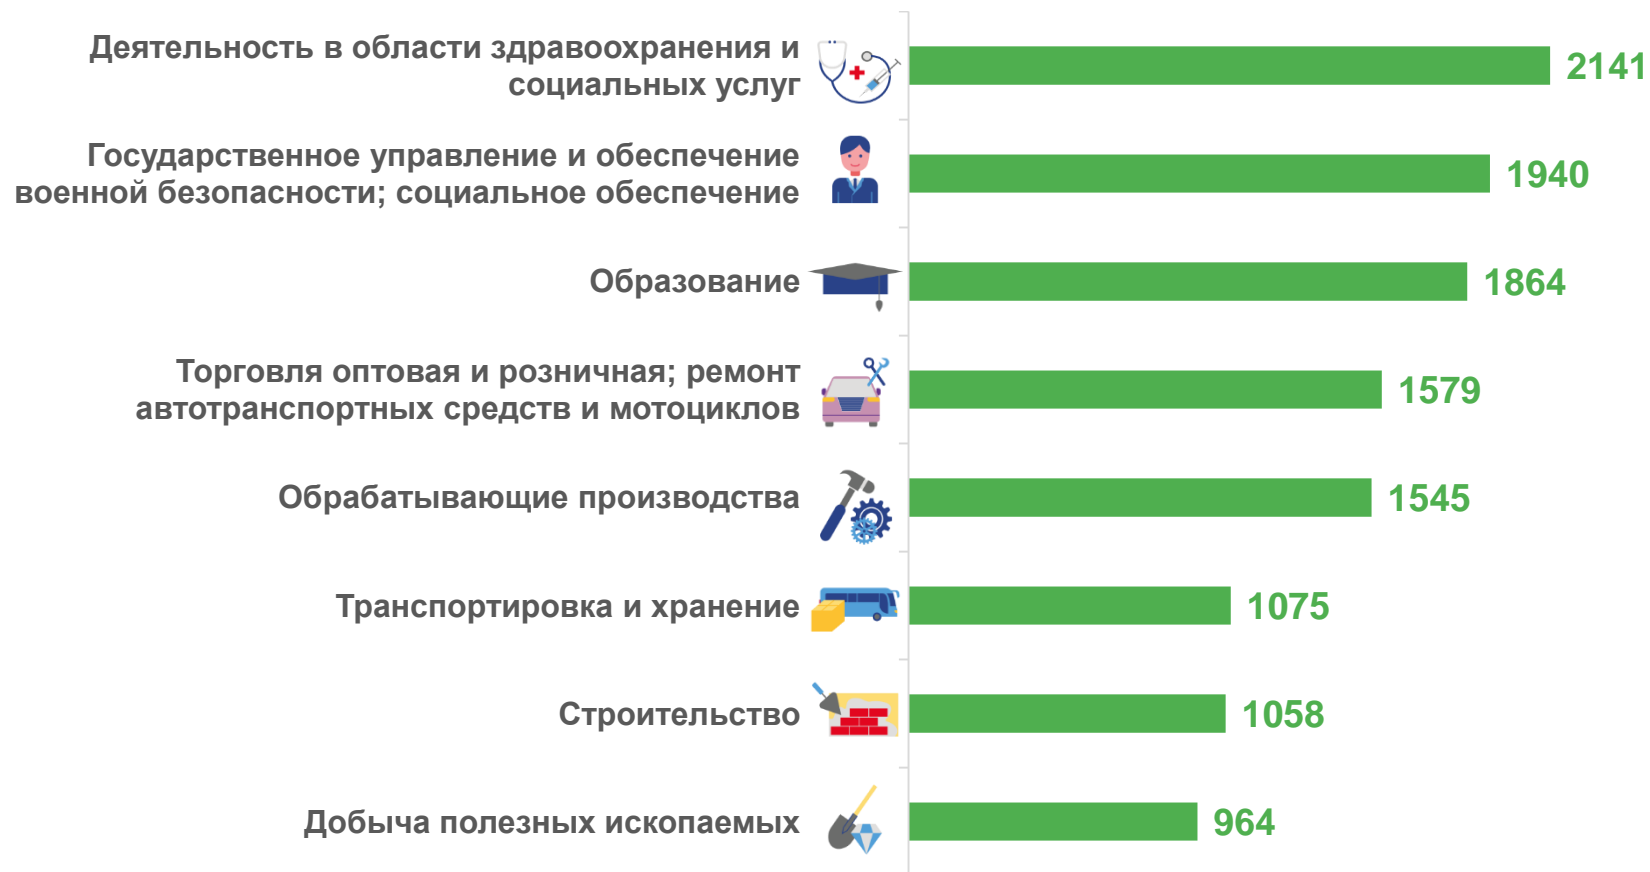 Деятельность в области здравоохранения и
социальных услуг
2141
Государственное управление и обеспечение
военной безопасности; социальное обеспечение
1940
Образование
1864
Торговля оптовая и розничная; ремонт
автотранспортных средств и мотоциклов
1579
Обрабатывающие производства
1545
Транспортировка и хранение
1075
Строительство
1058
Добыча полезных ископаемых
964